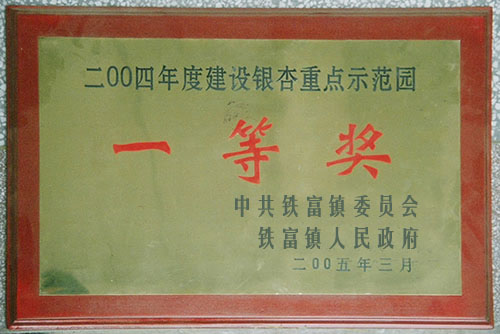 二00四年度建设银杏重点示范园
一等奖
中共铁富镇委员会
铁富镇人民政府
二00五年三月